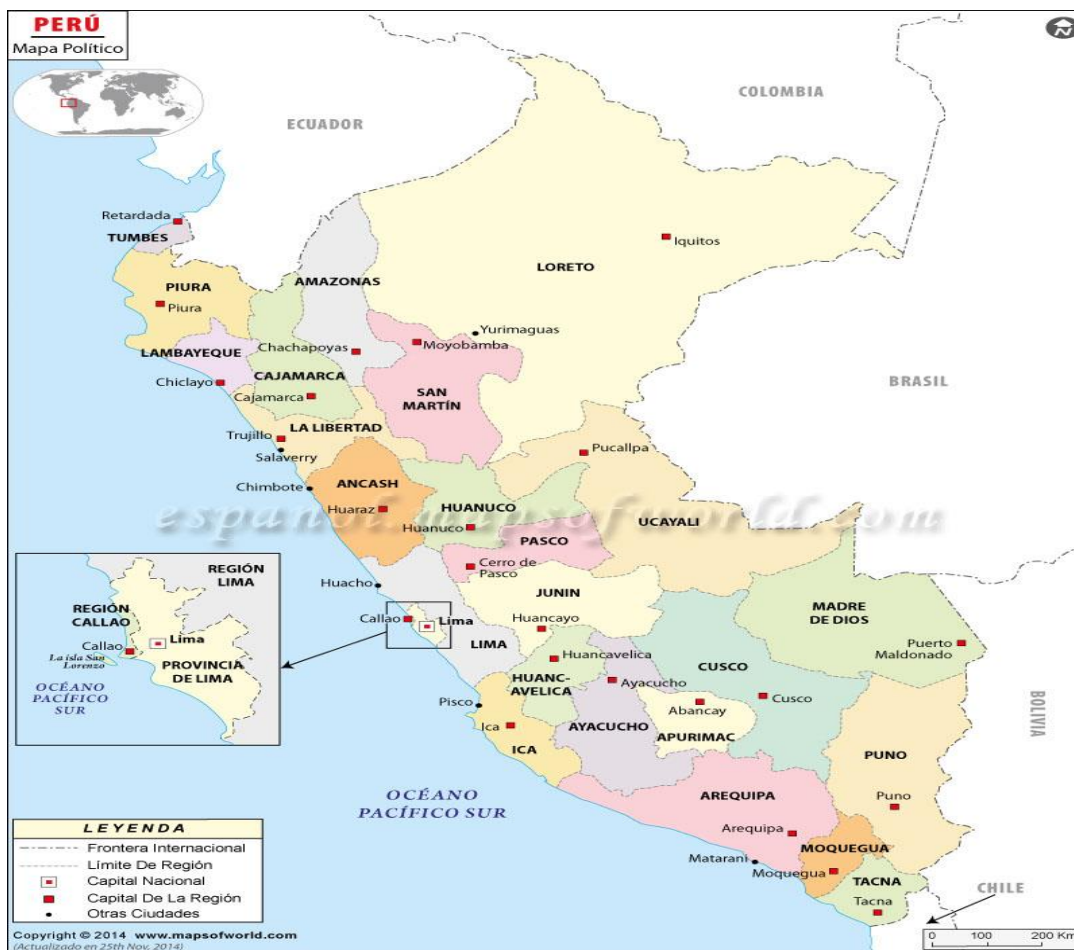 PERÚ
Mapa Político
N
COLOMBIA
ECUADOR
Retardada
TUMBES
Iquitos
LORETO
AMAZONAS
PIURA
Piura
Yurimaguas
Moyobamba
Chachapoyas
LAMBAYEQUE
CAJAMARCA
Chiclayo
BRASIL
SAN
MARTÍN
Cajamarca
LA LIBERTAD
Trujillo
Salaverry
Pucallpa
ANCASH
Chimbote
HUANUCO
Huaraz
Huanuco
UCAYALI
espanol.mapsofworld.com
PASCO
Cerro de
Pasco
Huacho
JUNIN
MADRE
DE DIOS
Callao
Lima
Huancayo
LIMA
Puerto
Maldonado
Huancavelica
CUSCO
HUANC-
AVELICA
Ayacucho
Cusco
Pisco
Abancay
Ica
AYACUCHO
APURIMAC
ICA
BOLIVIA
PUNO
Puno
AREQUIPA
Arequipa
Matarani
MOQUEGUA
Moquegua
TACNA
Tacna
CHILE
OCÉANO
PACÍFICO SUR
REGIÓN
LIMA
REGIÓN
CALLAO
Lima
Callao
La isla San
Lorenzo
PROVINCIA
DE LIMA
OCÉANO
PACÍFICO
SUR
LEYENDA
Frontera Internacional
Límite De Región
Capital Nacional
Capital De La Región
Otras Ciudades
Copyright © 2014 www.mapsofworld.com
(Actualizado en 25th Nov, 2014)
0 100 200 Km